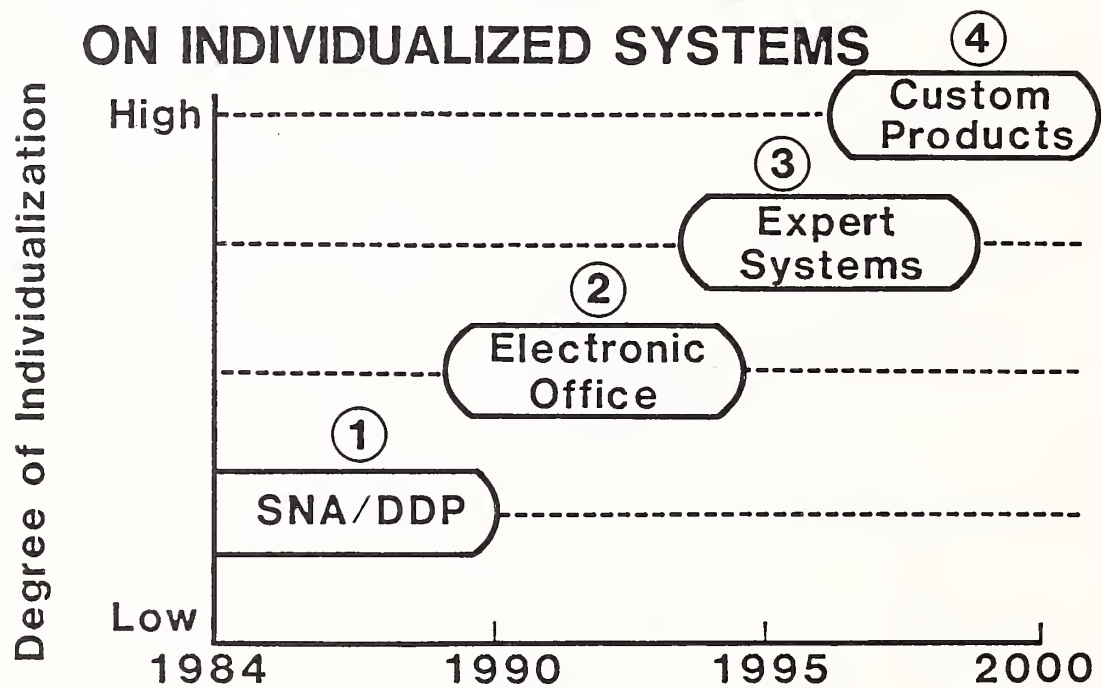 ON INDIVIDUALIZED SYSTEMS
Degree of Individualization
High
4
Custom
Products
3
Expert
Systems
2
Electronic
Office
1
SNA/DDP
Low
1984
1990
1995
2000